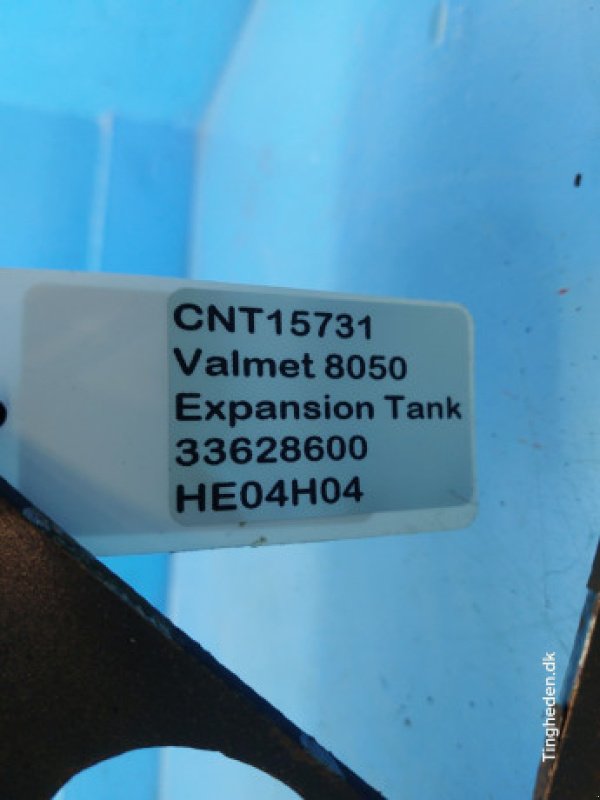 CNT15731
Valmet 8050
Expansion Tank
33628600
HE04H04
Tingheden.dk